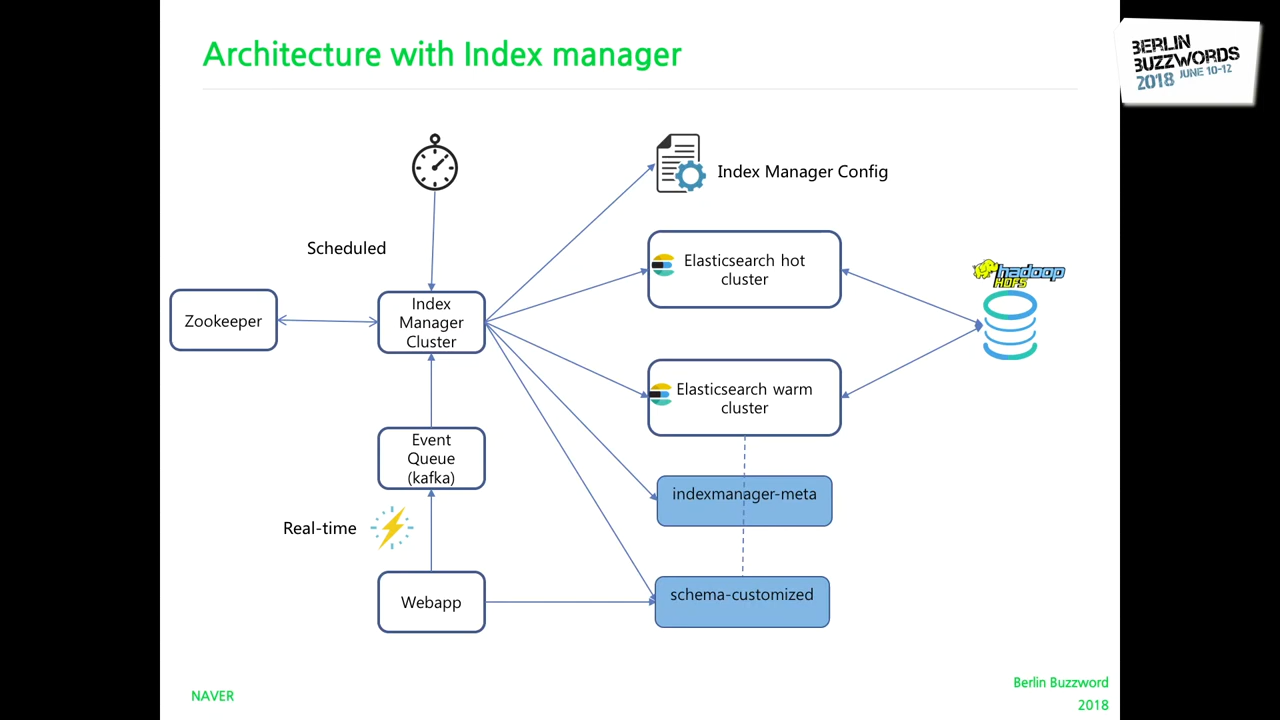 Architecture with Index manager
BERLIN
BUZZWORDS
2018 JUNE 10-12
Index Manager Config
Scheduled
Elasticsearch hot
cluster
hadoop
HDFS
Zookeeper
Index
Manager
Cluster
Elasticsearch warm
cluster
Event
Queue
(kafka)
indexmanager-meta
Real-time
Webapp
schema-customized
NAVER
Berlin Buzzword
2018